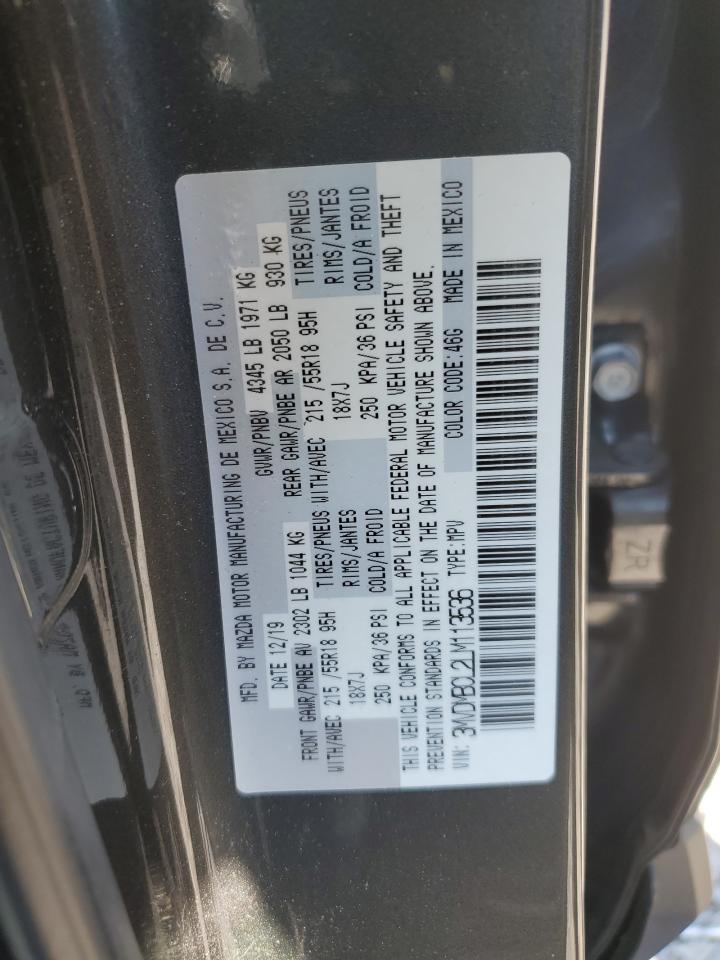 MFD. BY MAZDA MOTOR MANUFACTURING DE MEXICO S.A. DE C.V.
DATE 12/19 GVWR/PNBV 4345 LB 1971 KG
FRONT GAWR/PNBE AV 2302 LB 1044 KG REAR GAWR/PNBE AR 2050 LB 930 KG
WITH/AVEC 215 /55R18 95H TIRES/PNEUS WITH/AVEC 215 /55R18 95H TIRES/PNEUS
18X7J RIMS/JANTES 18X7J RIMS/JANTES
250 KPA/36 PSI COLD/A FROID 250 KPA/36 PSI COLD/A FROID
THIS VEHICLE CONFORMS TO ALL APPLICABLE FEDERAL MOTOR VEHICLE SAFETY AND THEFT
PREVENTION STANDARDS IN EFFECT ON THE DATE OF MANUFACTURE SHOWN ABOVE.
VIN: 3MVDMBCL2LM113536 TYPE:MPV COLOR CODE:46G MADE IN MEXICO
ZR